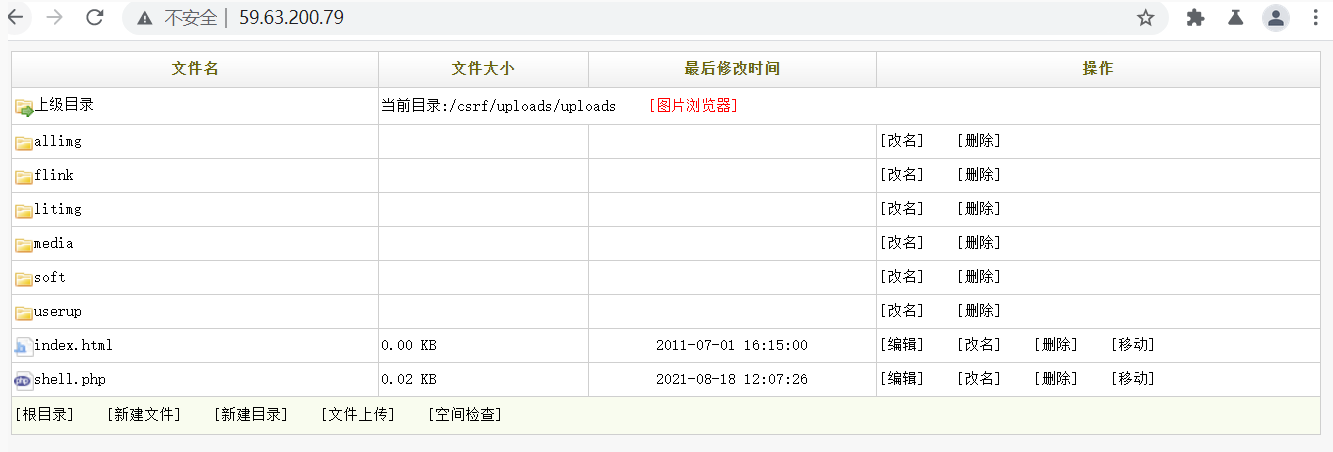 不安全 | 59.63.200.79
文件名 文件大小 最后修改时间 操作
上级目录 当前目录:/csrf/uploads/uploads [图片浏览器]
allimg [改名] [删除]
flink [改名] [删除]
litimg [改名] [删除]
media [改名] [删除]
soft [改名] [删除]
userup [改名] [删除]
index.html 0.00 KB 2011-07-01 16:15:00 [编辑] [改名] [删除] [移动]
shell.php 0.02 KB 2021-08-18 12:07:26 [编辑] [改名] [删除] [移动]
[根目录] [新建文件] [新建目录] [文件上传] [空间检查]